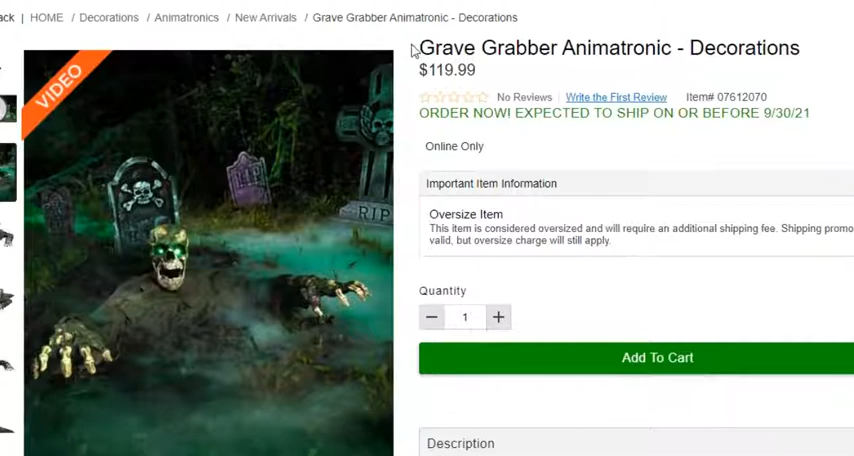 ack | HOME / Decorations / Animatronics / New Arrivals / Grave Grabber Animatronic - Decorations
VIDEO
Grave Grabber Animatronic - Decorations
$119.99
No Reviews | Write the First Review Item# 07612070
ORDER NOW! EXPECTED TO SHIP ON OR BEFORE 9/30/21
Online Only
Important Item Information
Oversize Item
This item is considered oversized and will require an additional shipping fee. Shipping promo
valid, but oversize charge will still apply.
Quantity
− 1 +
Add To Cart
Description
RIP
RIP